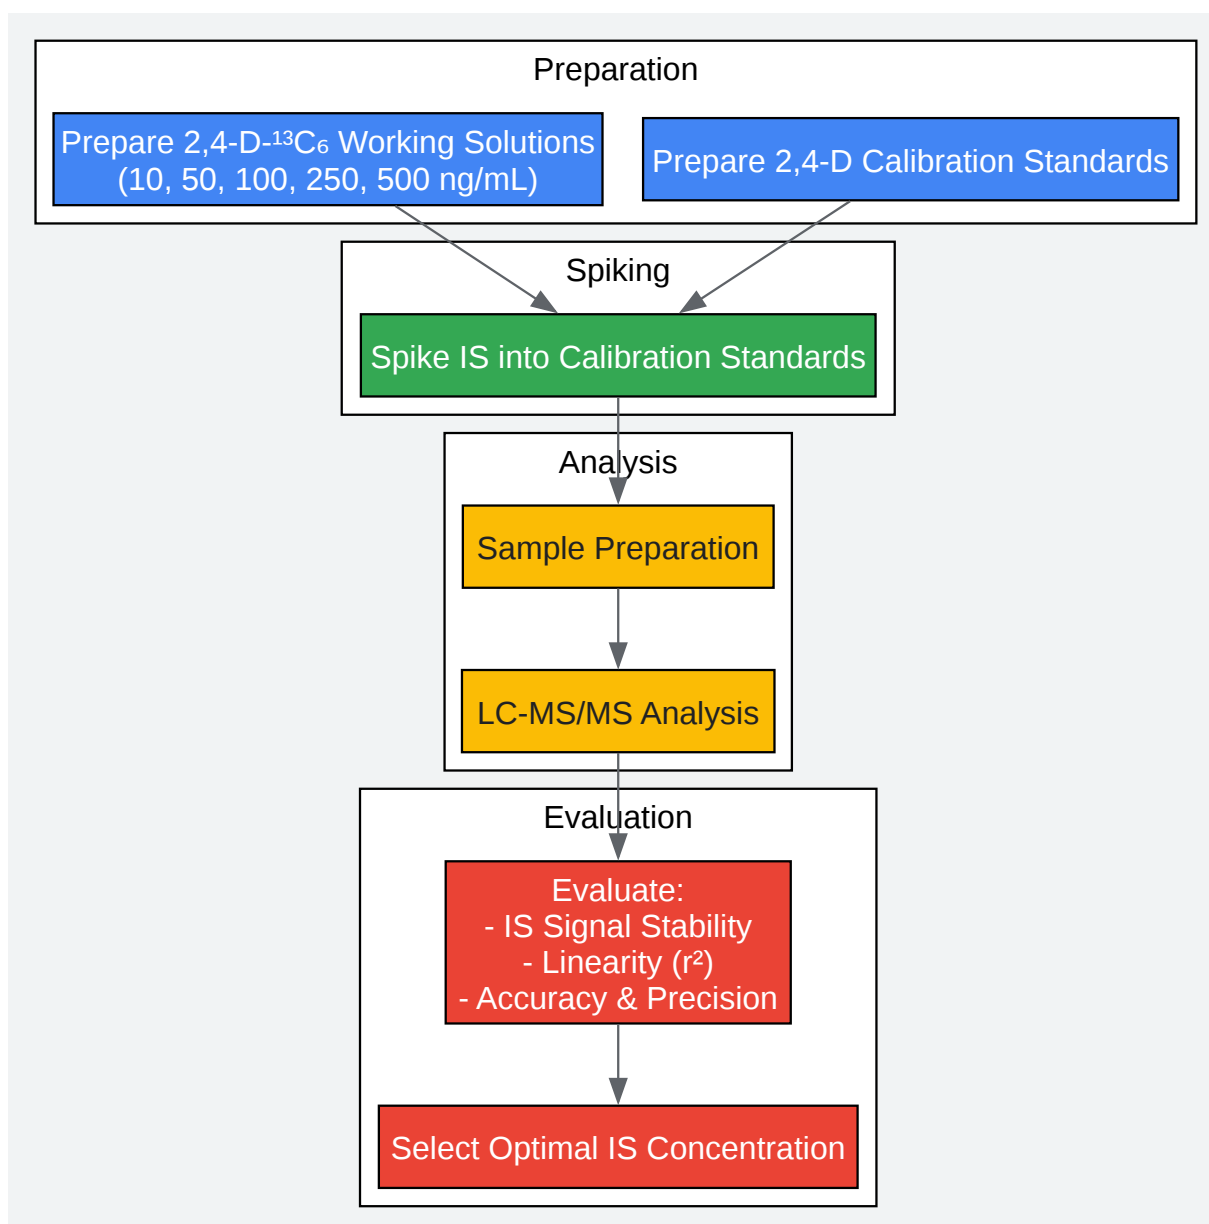 Preparation
Prepare 2,4-D-¹³C₆ Working Solutions
(10, 50, 100, 250, 500 ng/mL)
Prepare 2,4-D Calibration Standards
Spiking
Spike IS into Calibration Standards
Analysis
Sample Preparation
LC-MS/MS Analysis
Evaluation
Evaluate:
- IS Signal Stability
- Linearity (r²)
- Accuracy & Precision
Select Optimal IS Concentration